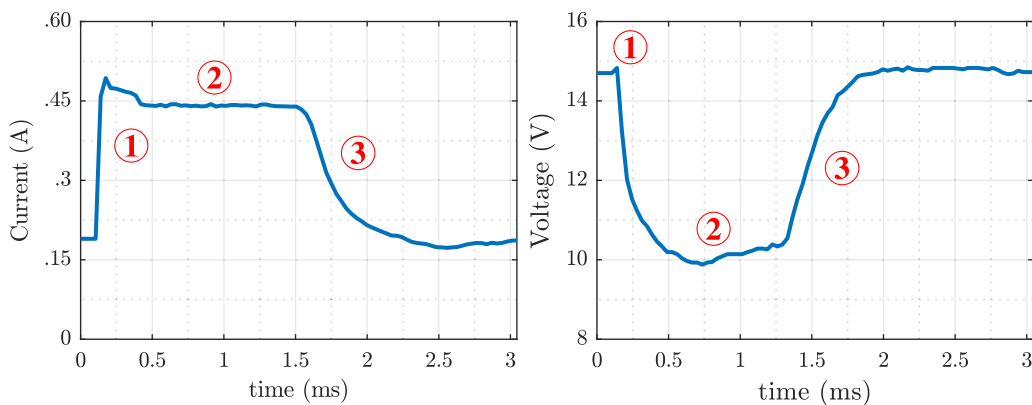 Current (A)
.60
.45
.3
.15
0
①
②
③
0 0.5 1 1.5 2 2.5 3
time (ms)
Voltage (V)
16
14
12
10
8
①
②
③
0 0.5 1 1.5 2 2.5 3
time (ms)